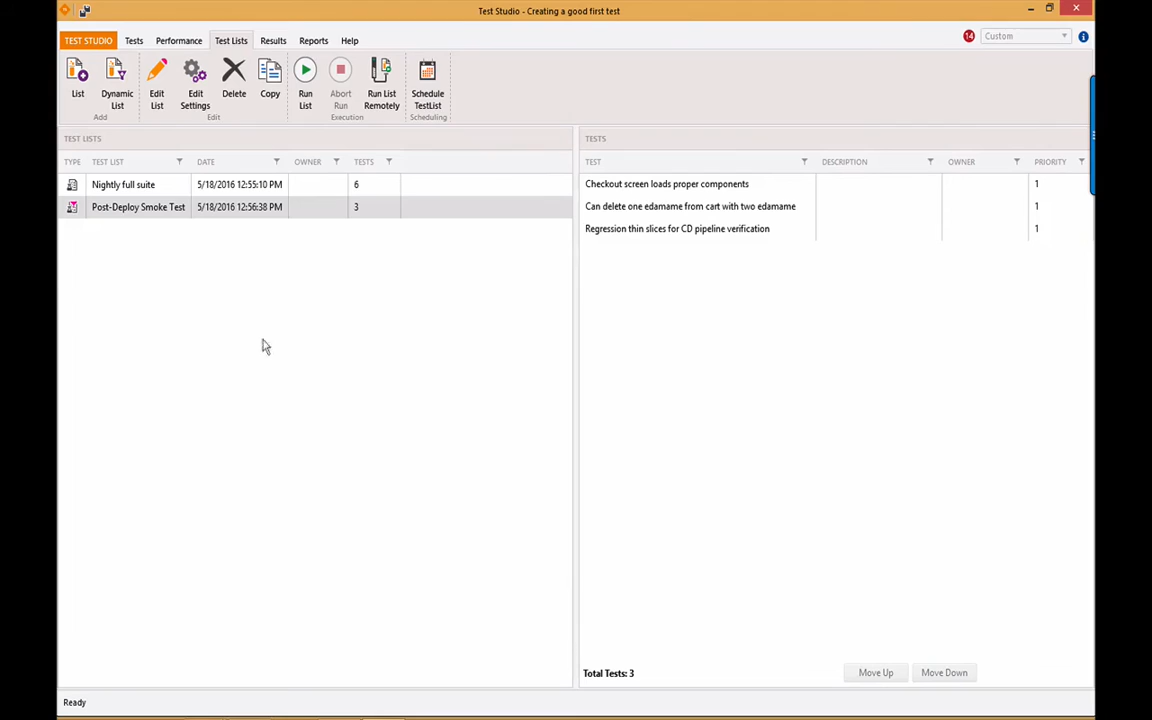 Test Studio - Creating a good first test
TEST STUDIO Tests Performance Test Lists Results Reports Help 14 Custom
List Dynamic List Edit List Edit Settings Delete Copy Run List Abort Run Run List Remotely Schedule TestList
Add Edit Execution Scheduling
TEST LISTS TESTS
TYPE TEST LIST DATE OWNER TESTS TEST DESCRIPTION OWNER PRIORITY
Nightly full suite 5/18/2016 12:55:10 PM 6 Checkout screen loads proper components 1
Post-Deploy Smoke Test 5/18/2016 12:56:38 PM 3 Can delete one edamame from cart with two edamame 1
Regression thin slices for CD pipeline verification 1
Total Tests: 3 Move Up Move Down
Ready